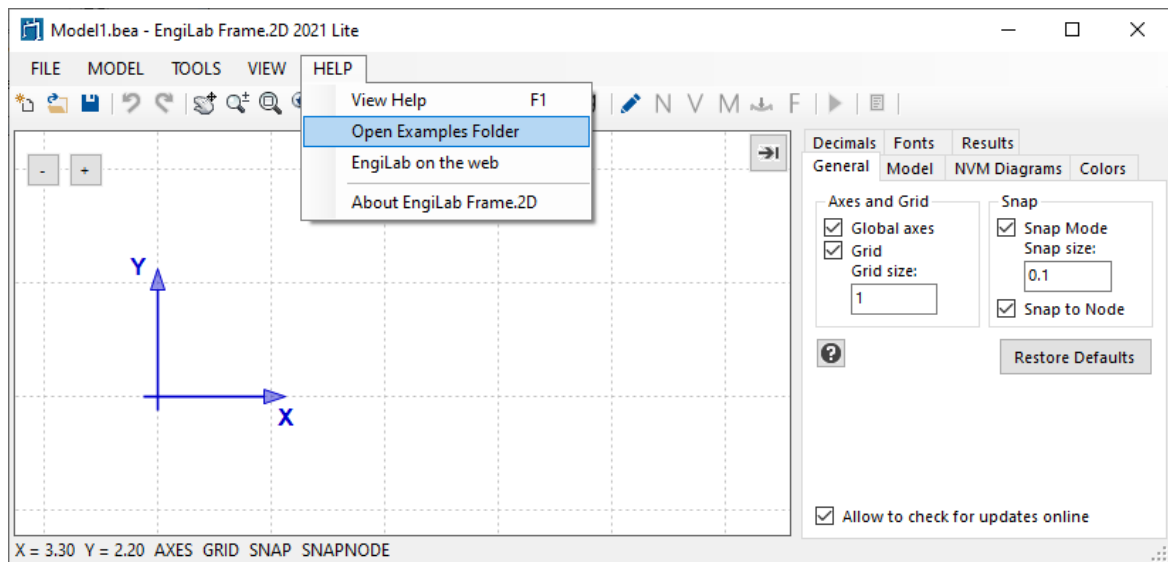 Model1.bea - EngiLab Frame.2D 2021 Lite
FILE MODEL TOOLS VIEW HELP
View Help F1
Open Examples Folder
EngiLab on the web
About EngiLab Frame.2D
N V M F
- +
Y
X
Decimals Fonts Results
General Model NVM Diagrams Colors
Axes and Grid
Global axes
Grid
Grid size:
1
Snap
Snap Mode
Snap size:
0.1
Snap to Node
?
Restore Defaults
Allow to check for updates online
X = 3.30 Y = 2.20 AXES GRID SNAP SNAPNODE